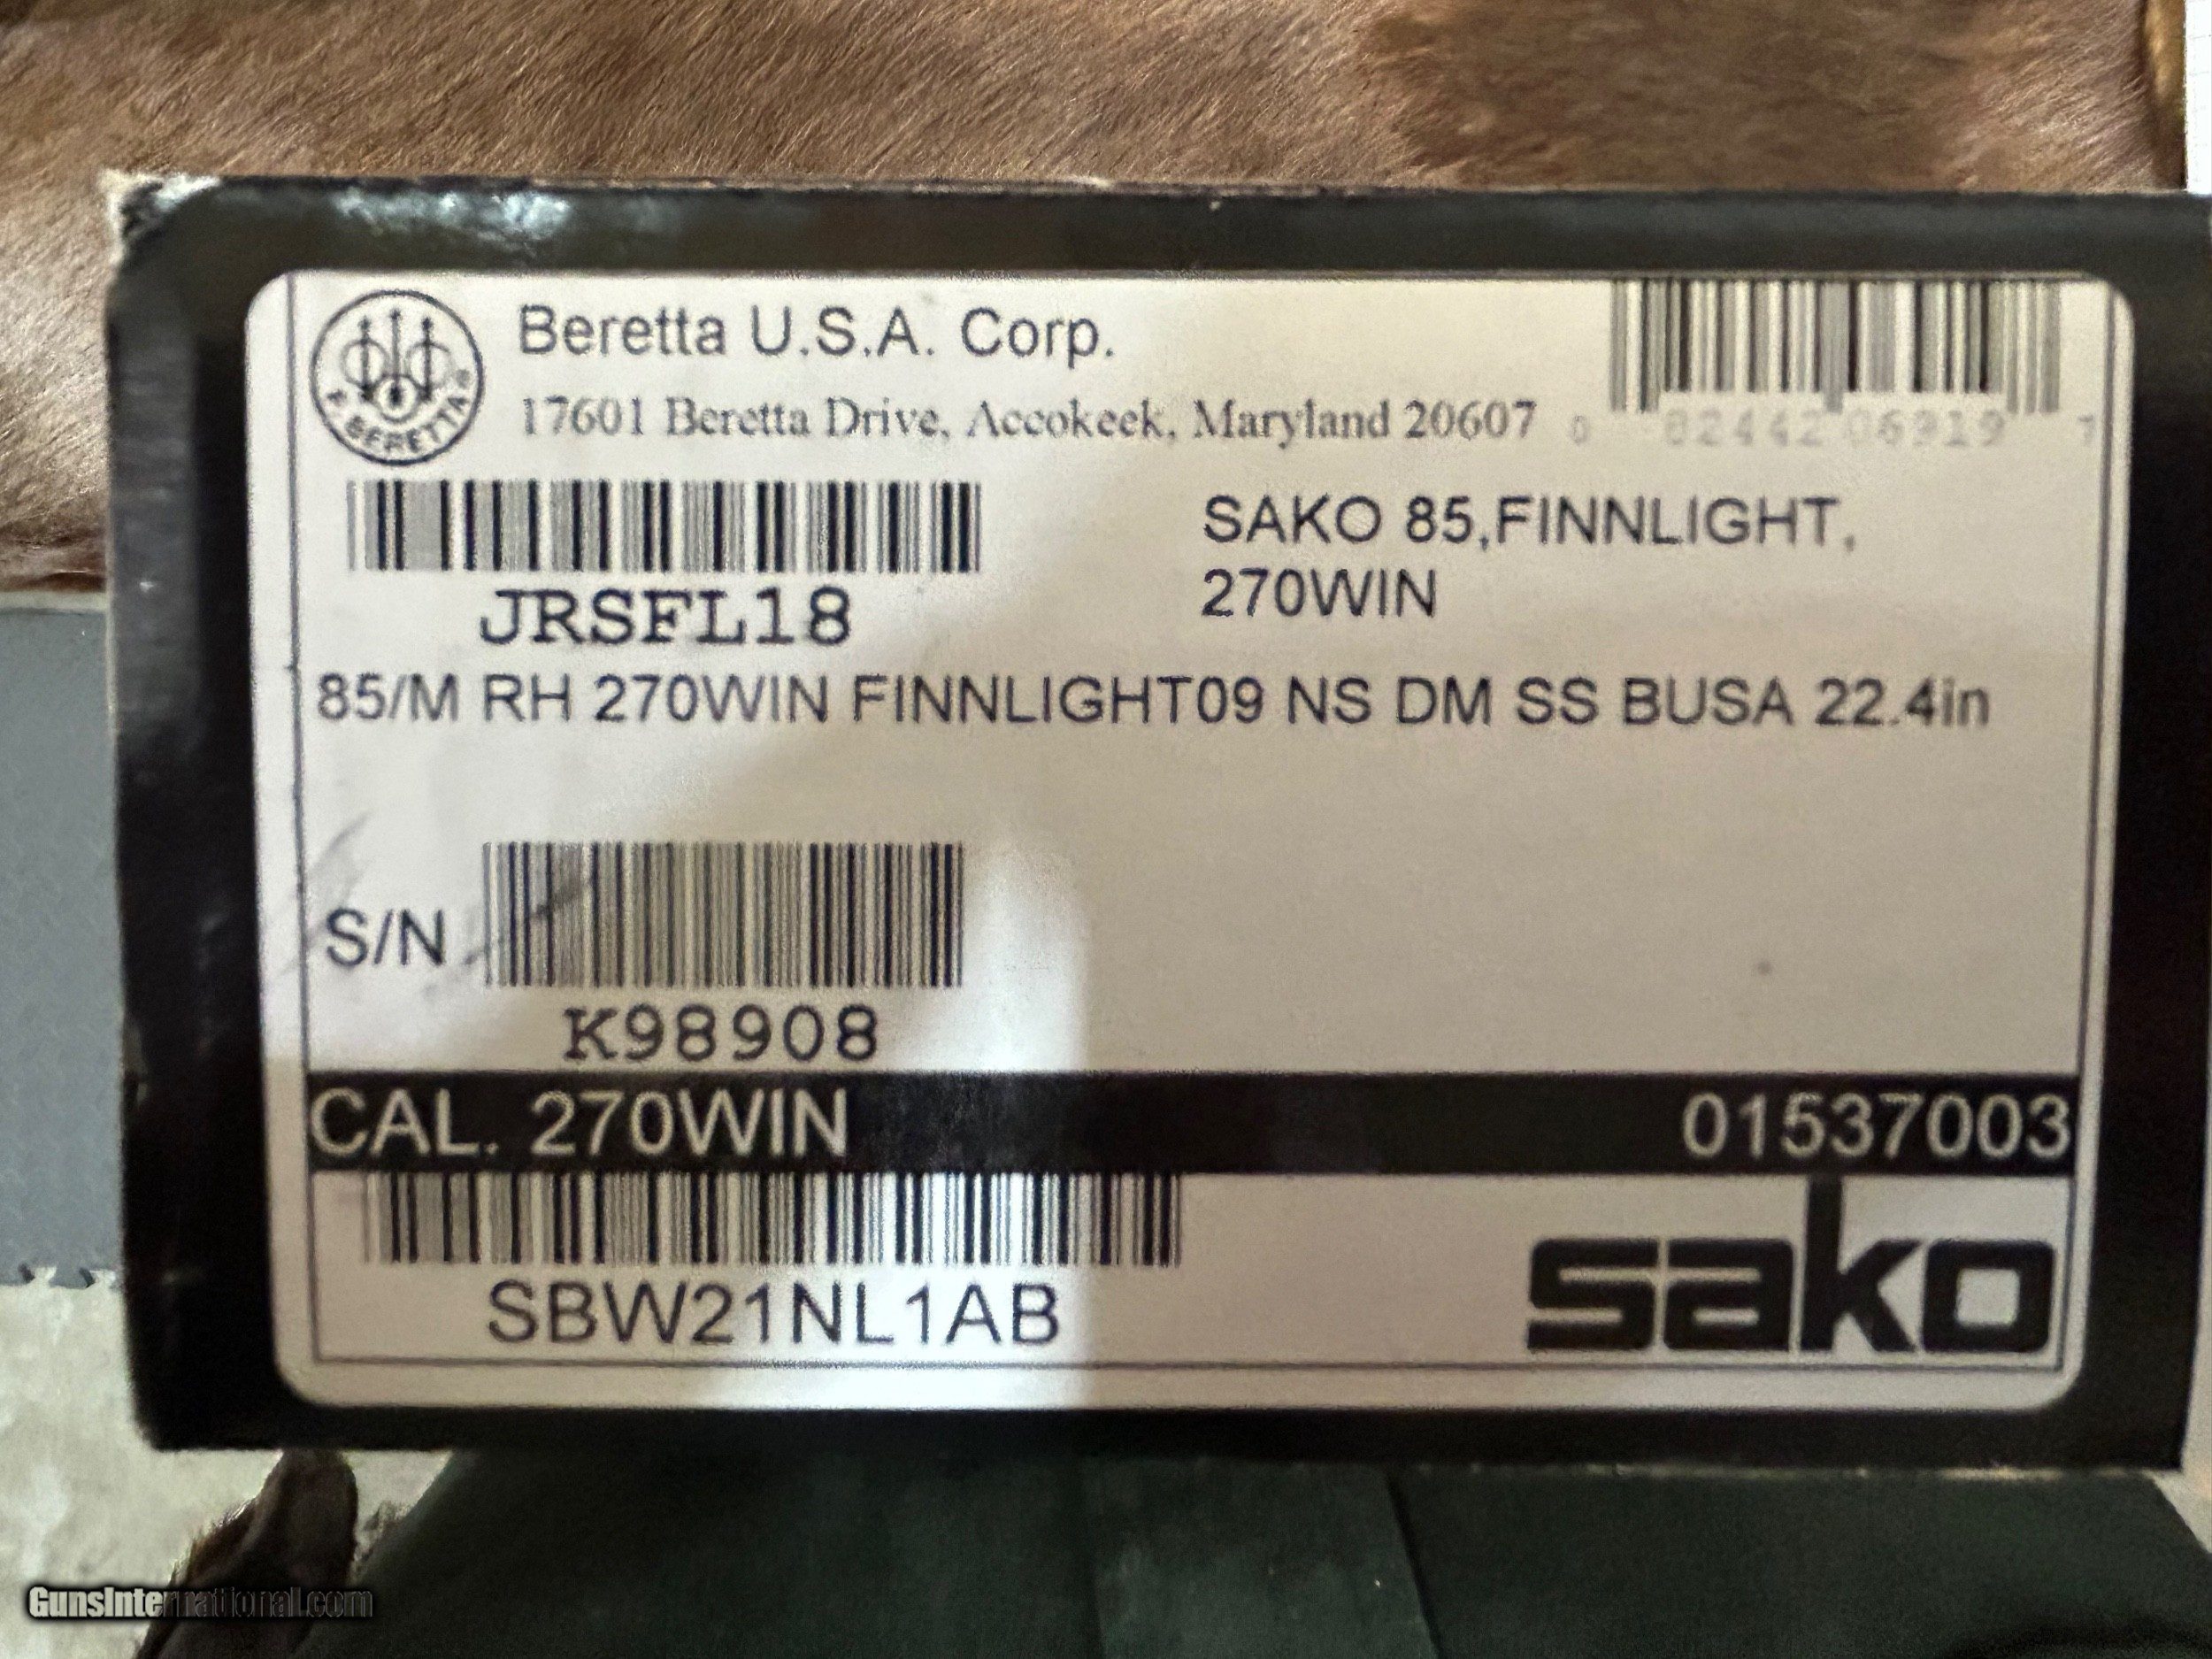 Beretta U.S.A. Corp.
17601 Beretta Drive, Accokeek, Maryland 20607
0 82442 06919 7
F. BERETTA®
JRSFL18
SAKO 85,FINNLIGHT,
270WIN
85/M RH 270WIN FINNLIGHT09 NS DM SS BUSA 22.4in
S/N
K98908
CAL. 270WIN
01537003
SBW21NL1AB
sako
GunsInternational.com